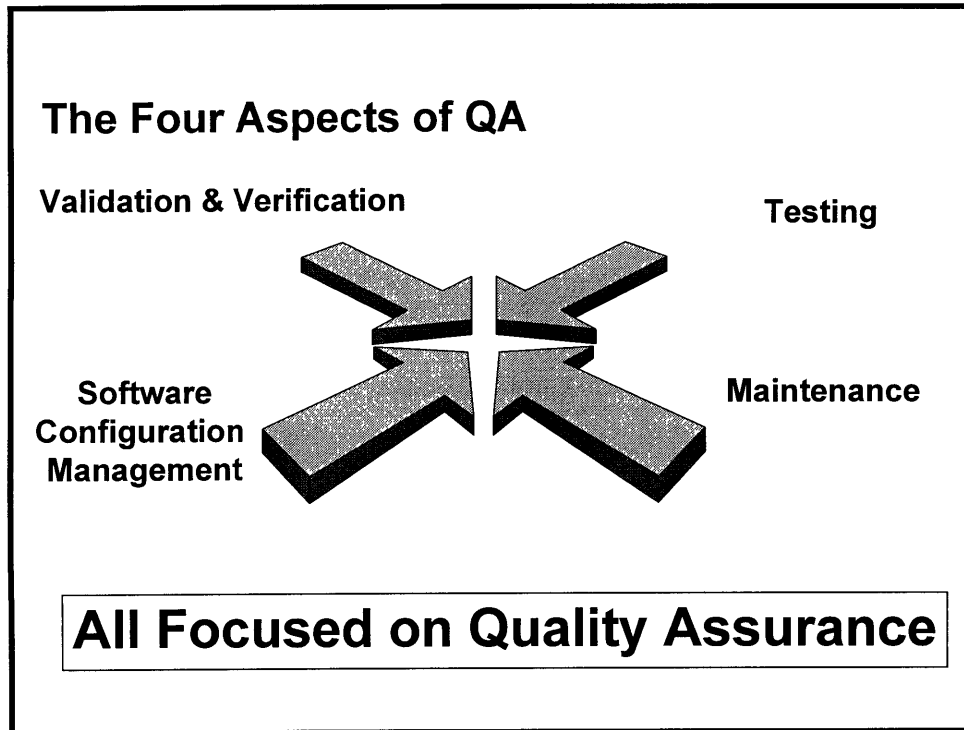 The Four Aspects of QA
Validation & Verification
Testing
Software
Configuration
Management
Maintenance
All Focused on Quality Assurance